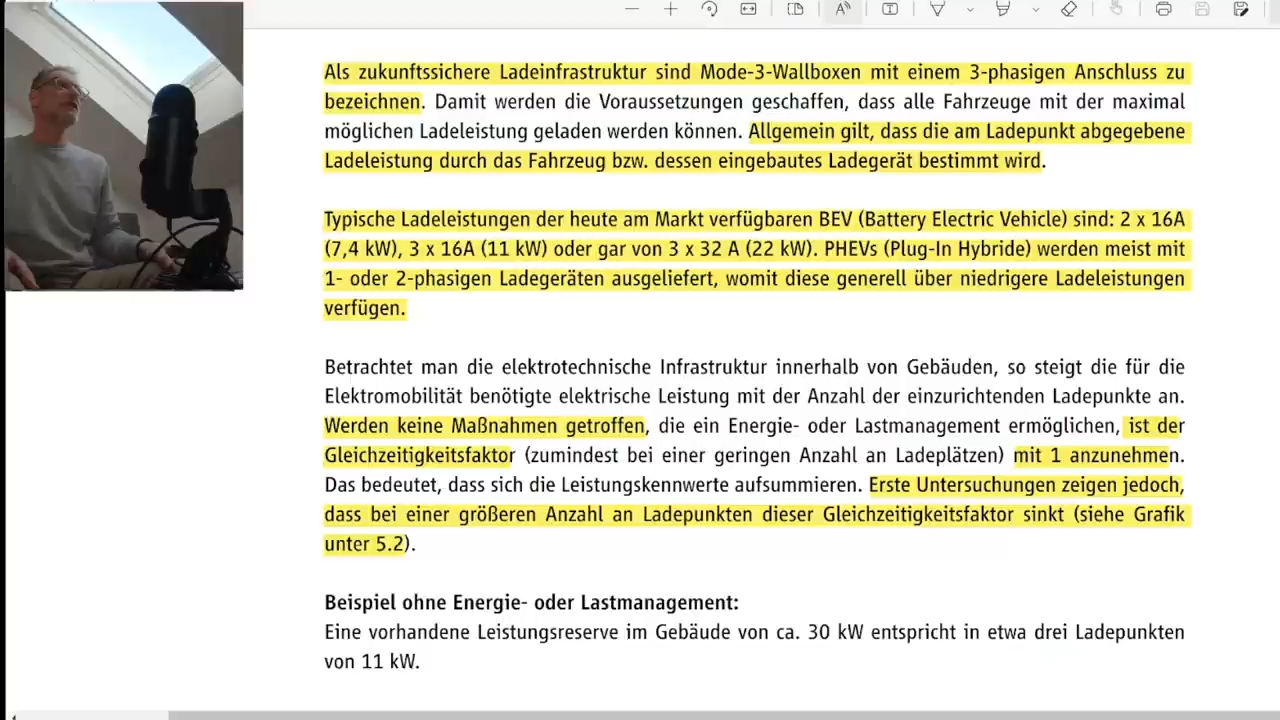 Als zukunftssichere Ladeinfrastruktur sind Mode-3-Wallboxen mit einem 3-phasigen Anschluss zu
bezeichnen. Damit werden die Voraussetzungen geschaffen, dass alle Fahrzeuge mit der maximal
möglichen Ladeleistung geladen werden können. Allgemein gilt, dass die am Ladepunkt abgegebene
Ladeleistung durch das Fahrzeug bzw. dessen eingebautes Ladegerät bestimmt wird.
Typische Ladeleistungen der heute am Markt verfügbaren BEV (Battery Electric Vehicle) sind: 2 x 16A
(7,4 kW), 3 x 16A (11 kW) oder gar von 3 x 32 A (22 kW). PHEVs (Plug-In Hybride) werden meist mit
1- oder 2-phasigen Ladegeräten ausgeliefert, womit diese generell über niedrigere Ladeleistungen
verfügen.
Betrachtet man die elektrotechnische Infrastruktur innerhalb von Gebäuden, so steigt die für die
Elektromobilität benötigte elektrische Leistung mit der Anzahl der einzurichtenden Ladepunkte an.
Werden keine Maßnahmen getroffen, die ein Energie- oder Lastmanagement ermöglichen, ist der
Gleichzeitigkeitsfaktor (zumindest bei einer geringen Anzahl an Ladeplätzen) mit 1 anzunehmen.
Das bedeutet, dass sich die Leistungskennwerte aufsummieren. Erste Untersuchungen zeigen jedoch,
dass bei einer größeren Anzahl an Ladepunkten dieser Gleichzeitigkeitsfaktor sinkt (siehe Grafik
unter 5.2).
Beispiel ohne Energie- oder Lastmanagement:
Eine vorhandene Leistungsreserve im Gebäude von ca. 30 kW entspricht in etwa drei Ladepunkten
von 11 kW.